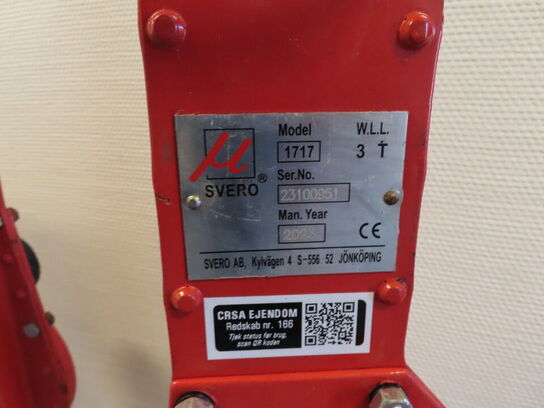 Model W.L.L.
μ 1717 3 T
Ser.No.
SVERO ® 23100951
Man. Year
2023 CE
SVERO AB, Kylvägen 4 S-556 52 JÖNKÖPING
CRSA EJENDOM
Redskab nr. 166
Tjek status før brug,
scan QR koden